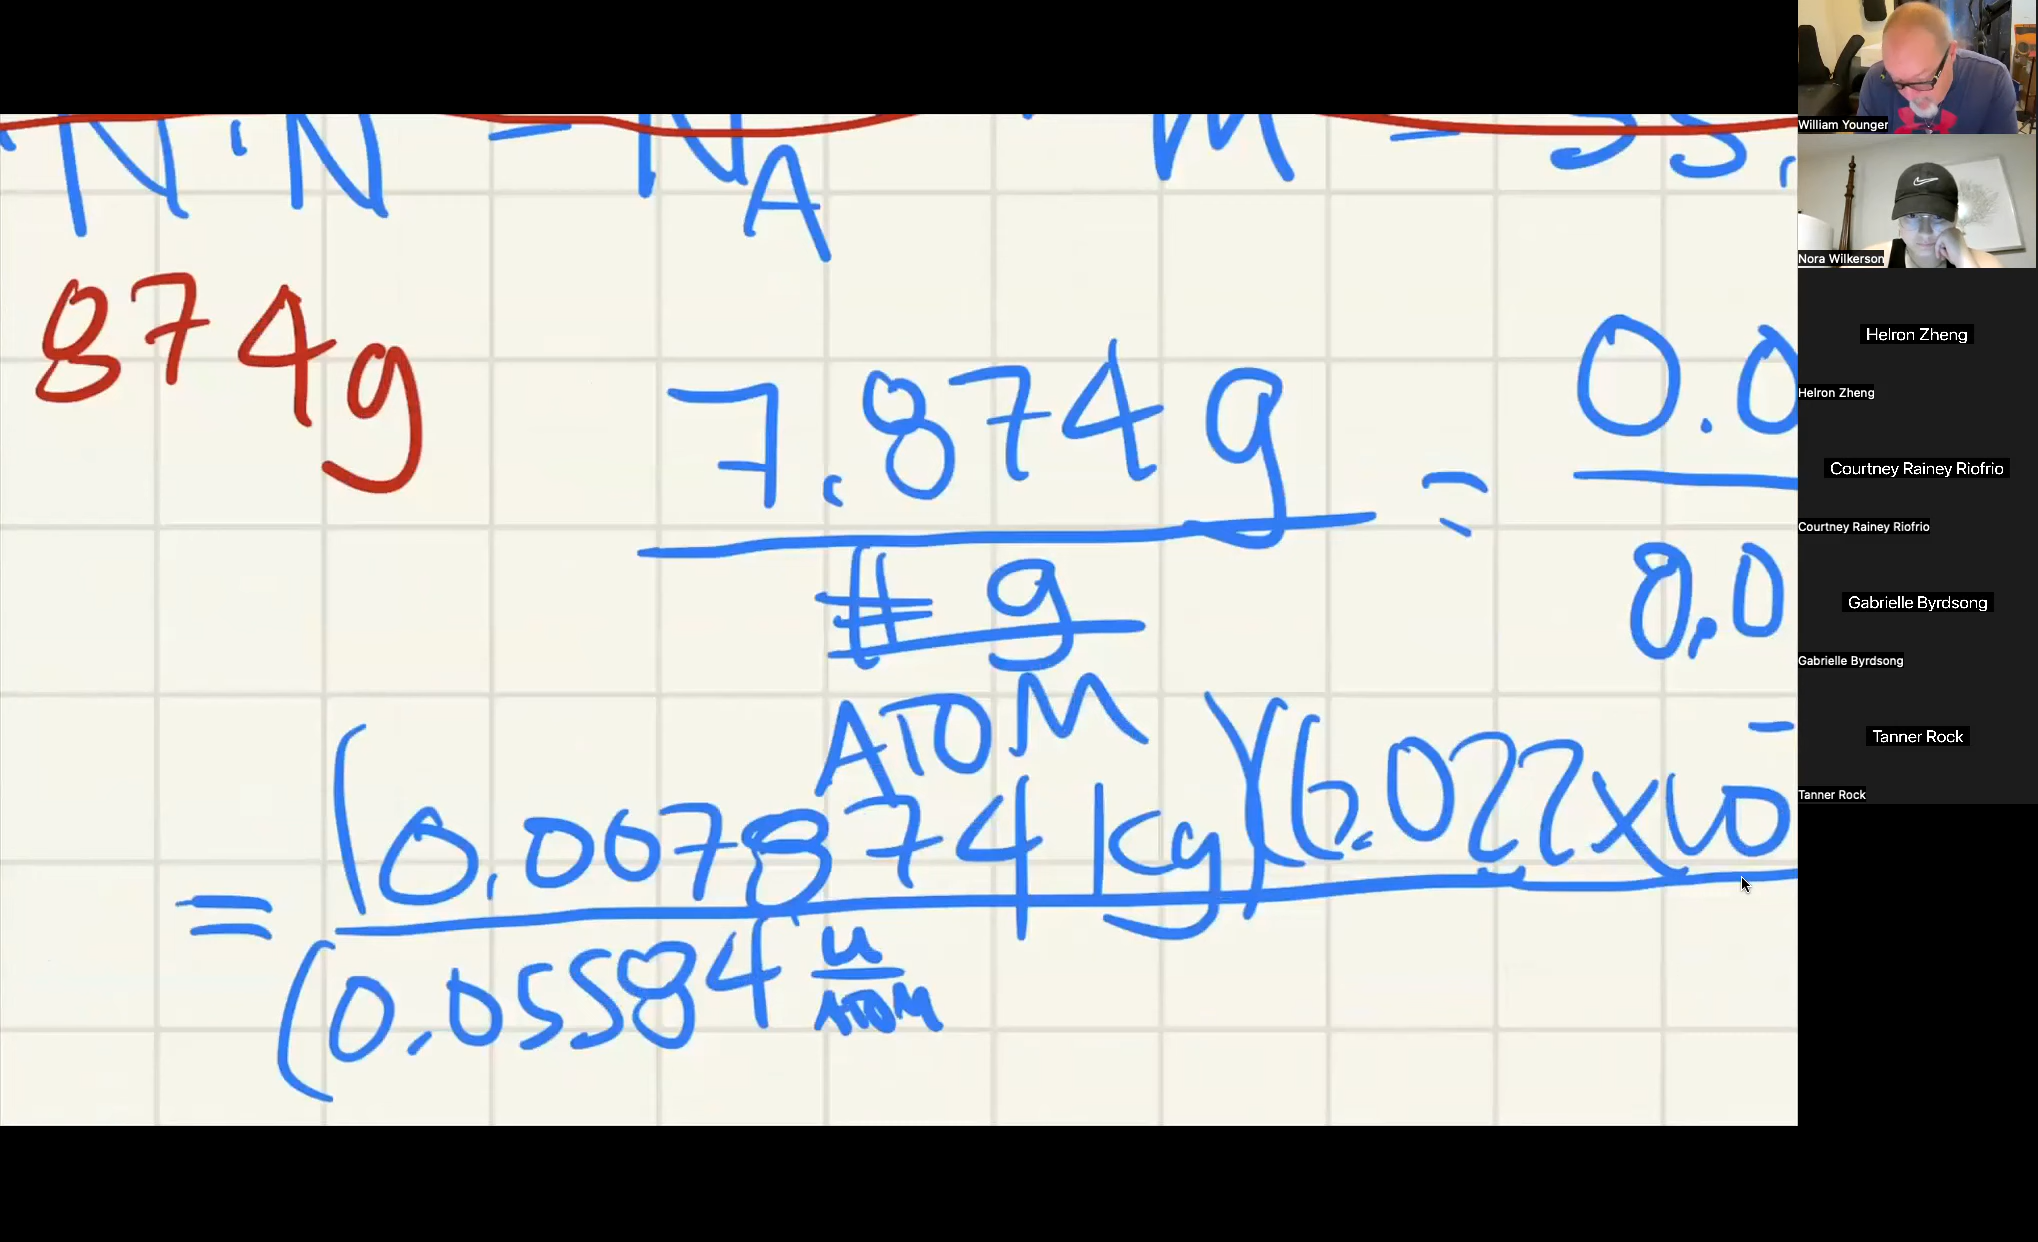 N · N = N
A
M = 55.
874g
7.874 g = 0.0
# g 8.0
ATOM
= (0.007874 kg)(6.022x10-
(0.05584 u
ATOM
William Younger
Nora Wilkerson
Helron Zheng
Helron Zheng
Courtney Rainey Riofrio
Courtney Rainey Riofrio
Gabrielle Byrdsong
Gabrielle Byrdsong
Tanner Rock
Tanner Rock